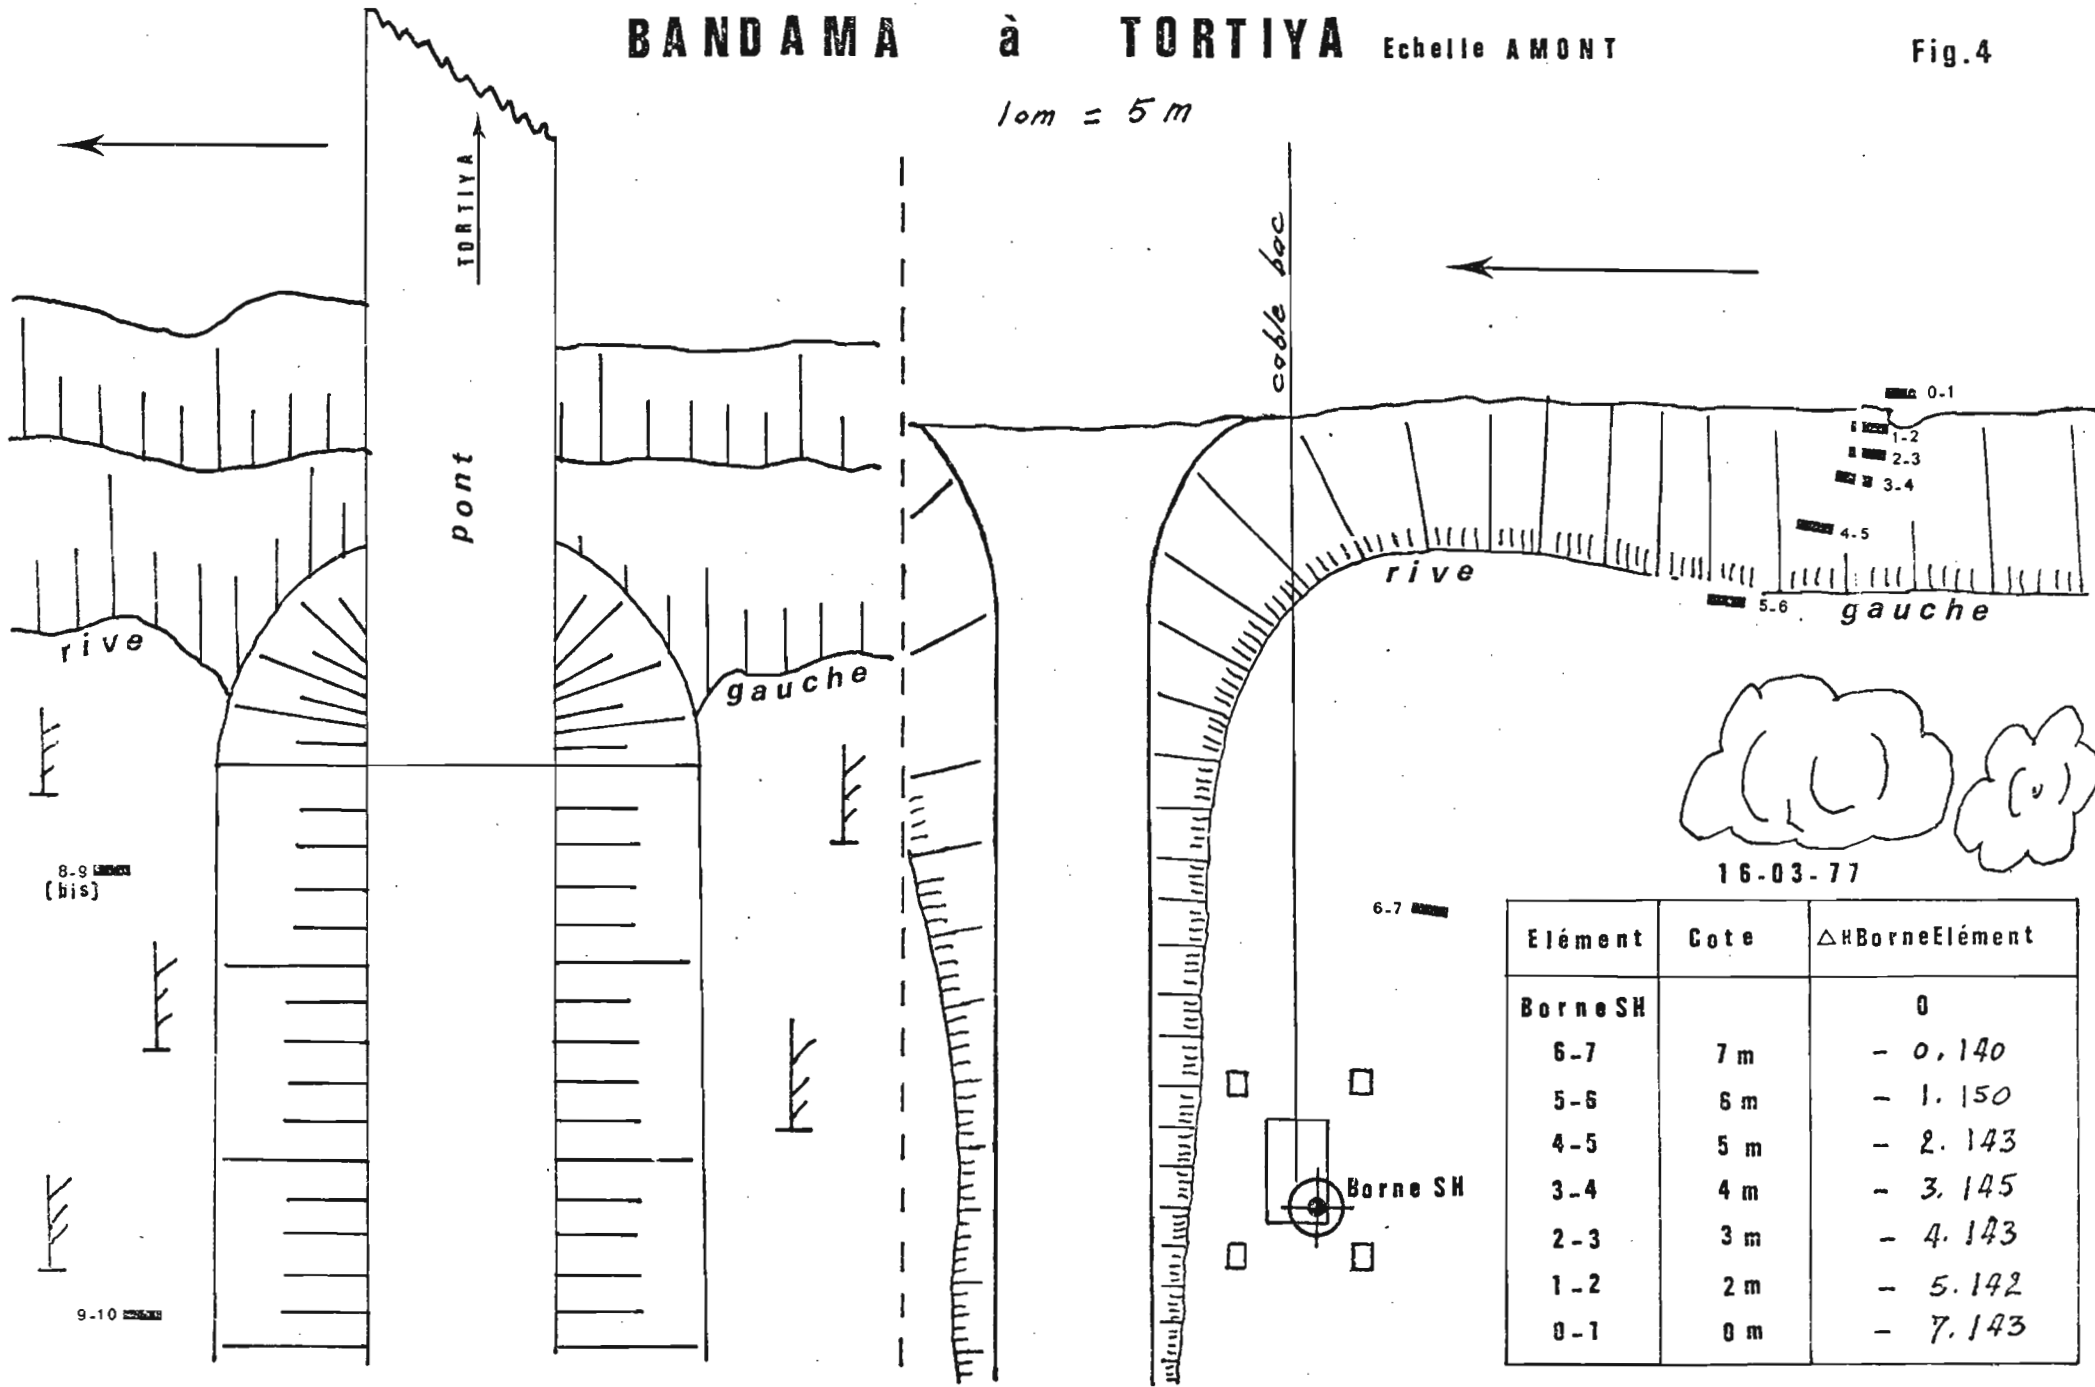 BANDAMA à TORTIYA Echelle AMONT Fig.4
1cm = 5 m
TORTIYA
pont
cable bac
0-1
1-2
2-3
3-4
4-5
5-6
rive
gauche
rive
gauche
8-9
(bis)
6-7
9-10
Borne SH
16-03-77
Elément Cote △HBorneElément
Borne SH 0
6-7 7 m - 0.140
5-6 6 m - 1.150
4-5 5 m - 2.143
3-4 4 m - 3.145
2-3 3 m - 4.143
1-2 2 m - 5.142
0-1 0 m - 7.143